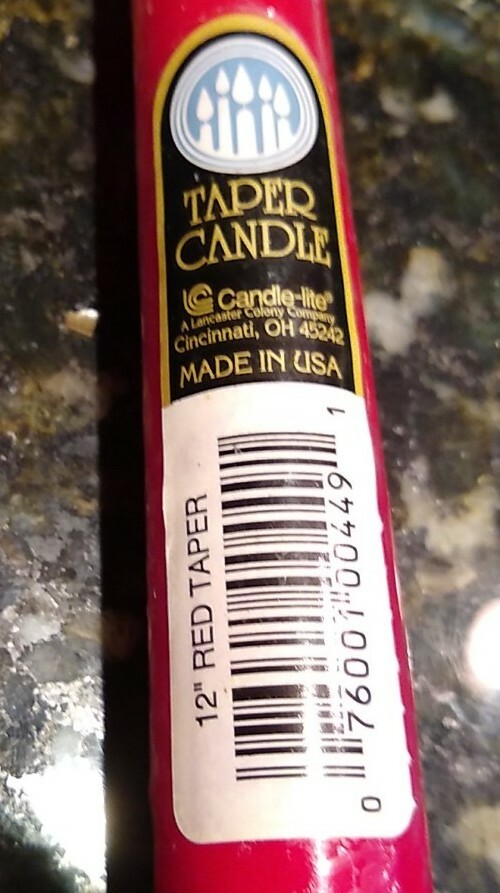 TAPER
CANDLE
Candle-lite®
A Lancaster Colony Company
Cincinnati, OH 45242
MADE IN USA
12" RED TAPER
0 76001 00449 1